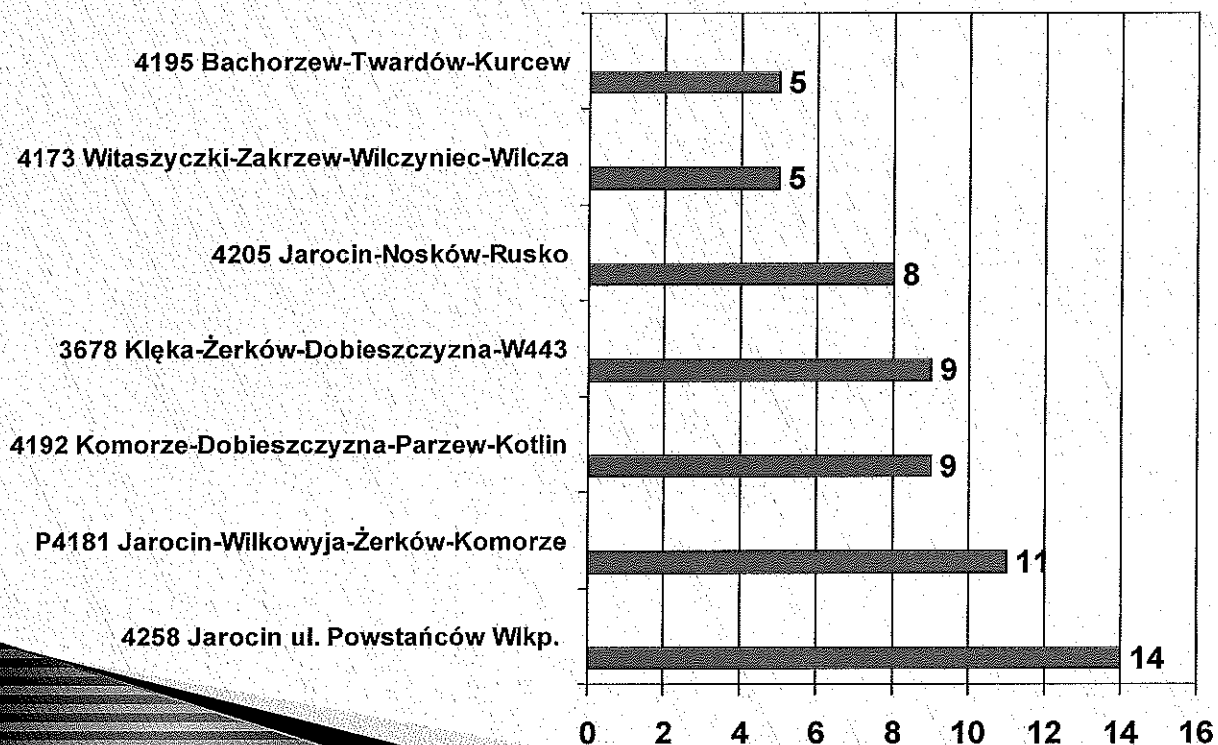 4195 Bachorzew-Twardów-Kurcew
5
4173 Witaszyczki-Zakrzew-Wilczyniec-Wilcza
5
4205 Jarocin-Nosków-Rusko
8
3678 Klęka-Żerków-Dobieszczyzna-W443
9
4192 Komorze-Dobieszczyzna-Parzew-Kotlin
9
P4181 Jarocin-Wilkowyja-Żerków-Komorze
11
4258 Jarocin ul. Powstańców Wlkp.
14
0 2 4 6 8 10 12 14 16